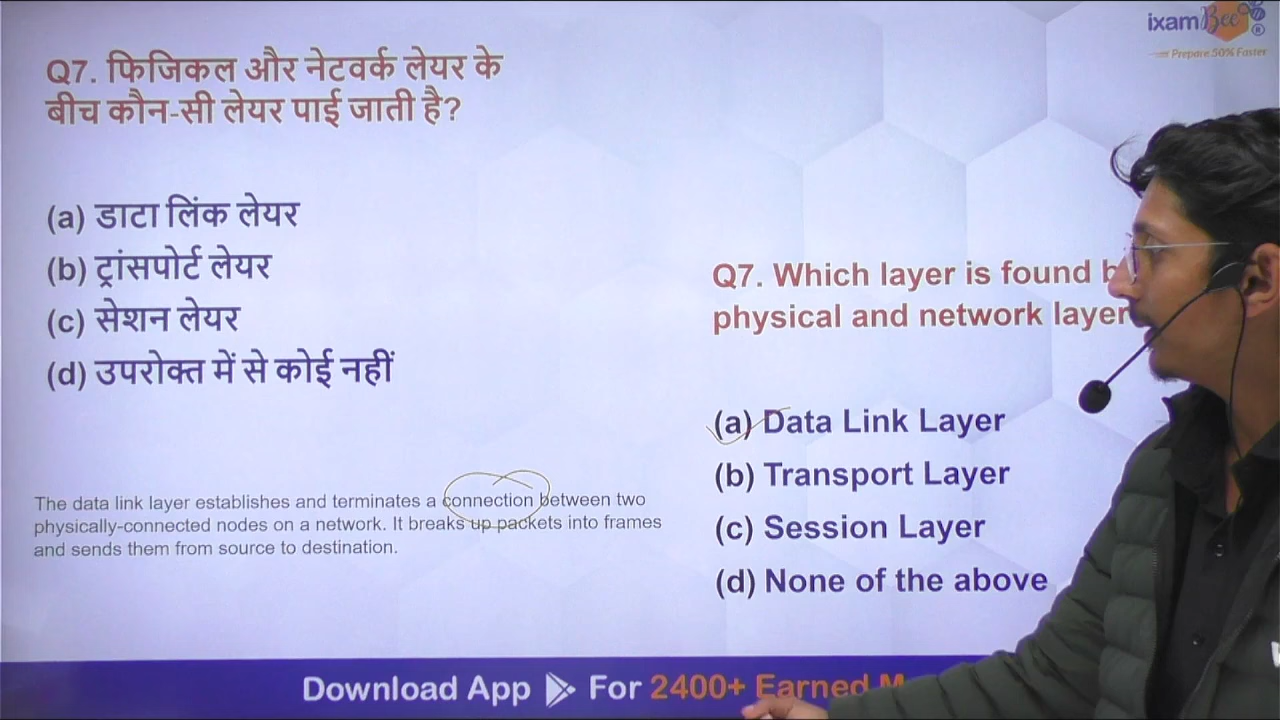 ixamBee
Prepare 50% Faster
Q7. फिजिकल और नेटवर्क लेयर के
बीच कौन-सी लेयर पाई जाती है?
(a) डाटा लिंक लेयर
(b) ट्रांसपोर्ट लेयर
(c) सेशन लेयर
(d) उपरोक्त में से कोई नहीं
The data link layer establishes and terminates a connection between two
physically-connected nodes on a network. It breaks up packets into frames
and sends them from source to destination.
Q7. Which layer is found
physical and network layer
(a) Data Link Layer
(b) Transport Layer
(c) Session Layer
(d) None of the above
Download App For 2400+ Earned